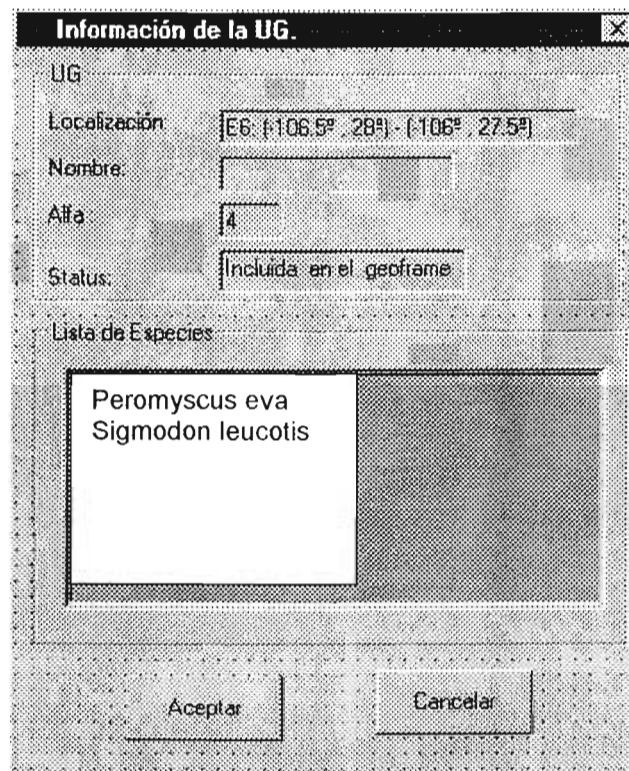 Información de la UG.
UG
Localización: E6: (-106.5º , 28º) - (-106º , 27.5º)
Nombre:
Alfa: 4
Status: Incluida en el geoframe
Lista de Especies
Peromyscus eva
Sigmodon leucotis
Aceptar Cancelar